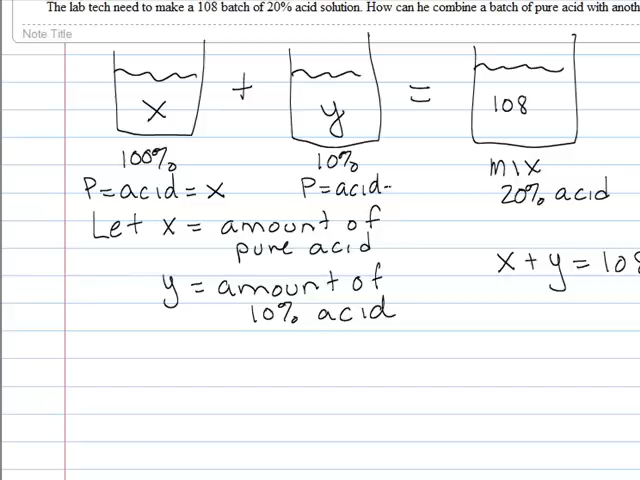 The lab tech need to make a 108 batch of 20% acid solution. How can he combine a batch of pure acid with anoth
Note Title
x + y = 108
100% 10% MIX
P = acid = x P = acid- 20% acid
Let x = amount of
pure acid
x + y = 108
y = amount of
10% acid